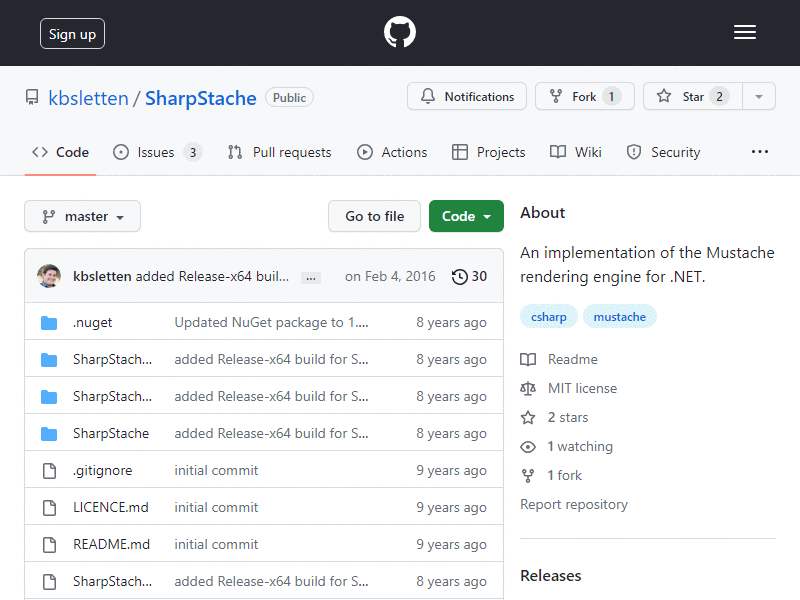 Sign up
kbsletten / SharpStache Public
Notifications Fork 1 Star 2
Code Issues 3 Pull requests Actions Projects Wiki Security ...
master Go to file Code
kbsletten added Release-x64 buil... ... on Feb 4, 2016 30
.nuget Updated NuGet package to 1.... 8 years ago
SharpStach... added Release-x64 build for S... 8 years ago
SharpStach... added Release-x64 build for S... 8 years ago
SharpStache added Release-x64 build for S... 8 years ago
.gitignore initial commit 9 years ago
LICENCE.md initial commit 9 years ago
README.md initial commit 9 years ago
SharpStach... added Release-x64 build for S... 8 years ago
About
An implementation of the Mustache
rendering engine for .NET.
csharp mustache
Readme
MIT license
2 stars
1 watching
1 fork
Report repository
Releases